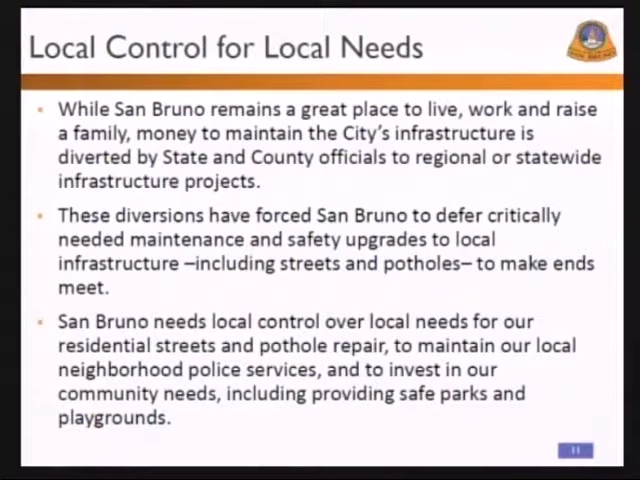 Local Control for Local Needs
• While San Bruno remains a great place to live, work and raise
a family, money to maintain the City's infrastructure is
diverted by State and County officials to regional or statewide
infrastructure projects.
• These diversions have forced San Bruno to defer critically
needed maintenance and safety upgrades to local
infrastructure –including streets and potholes– to make ends
meet.
• San Bruno needs local control over local needs for our
residential streets and pothole repair, to maintain our local
neighborhood police services, and to invest in our
community needs, including providing safe parks and
playgrounds.
11